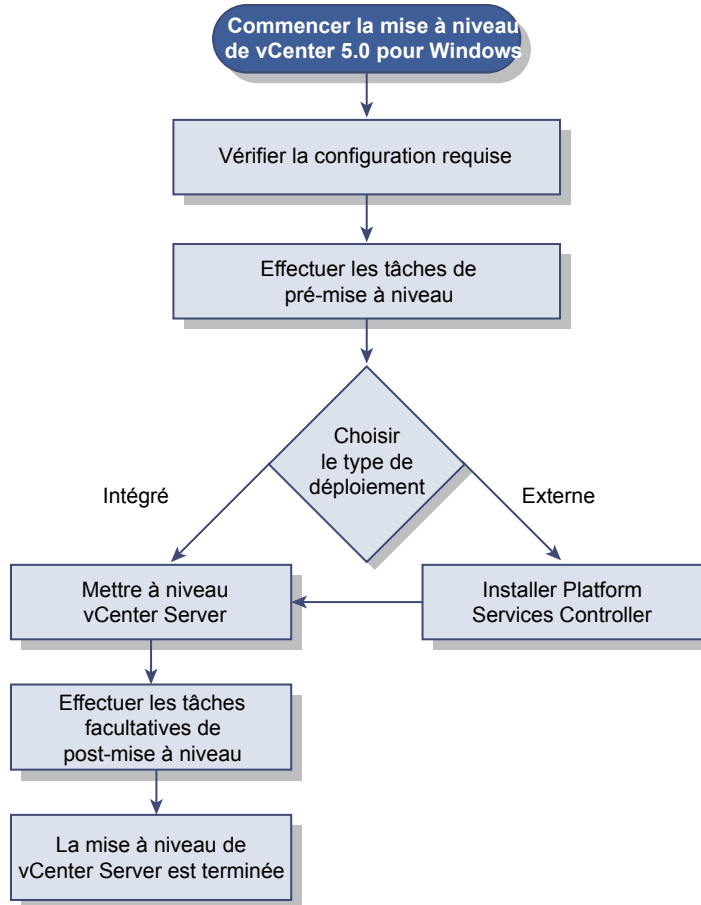 Commencer la mise à niveau
de vCenter 5.0 pour Windows
Vérifier la configuration requise
Effectuer les tâches de
pré-mise à niveau
Choisir
le type de
déploiement
Intégré
Externe
Mettre à niveau
vCenter Server
Installer Platform
Services Controller
Effectuer les tâches
facultatives de
post-mise à niveau
La mise à niveau de
vCenter Server est terminée